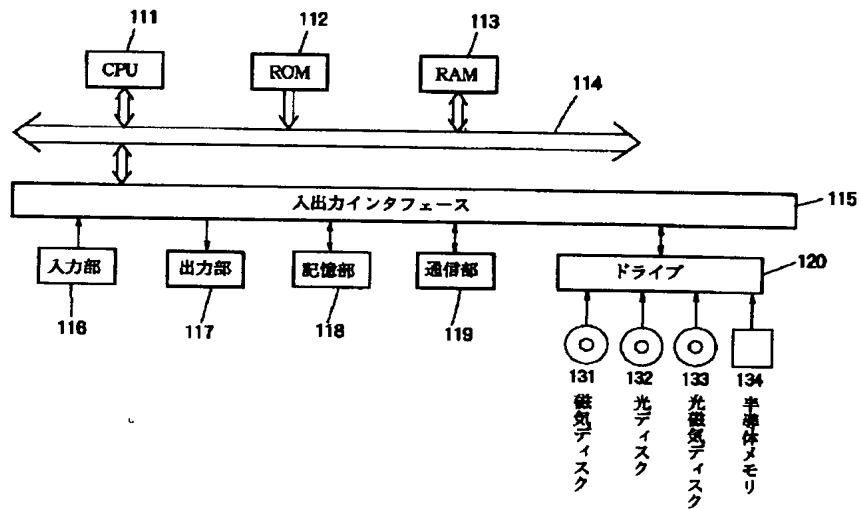 111
112
113
CPU
ROM
RAM
114
入出力インタフェース
115
入力部
出力部
記憶部
通信部
ドライブ
120
116
117
118
119
131
132
133
134
磁気ディスク
光ディスク
光磁気ディスク
半導体メモリ